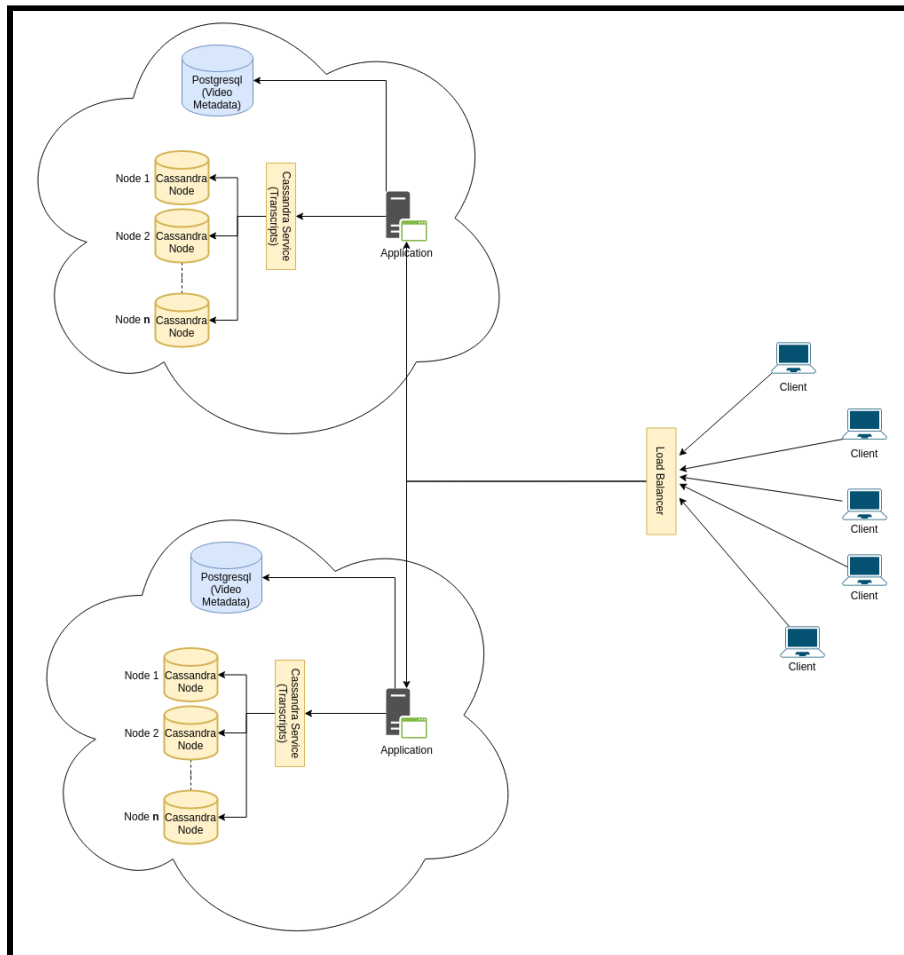 Postgresql
(Video
Metadata)
Node 1
Cassandra
Node
Node 2
Cassandra
Node
Node n
Cassandra
Node
Cassandra Service
(Transcripts)
Application
Client
Client
Client
Client
Client
Load Balancer
Postgresql
(Video
Metadata)
Node 1
Cassandra
Node
Node 2
Cassandra
Node
Node n
Cassandra
Node
Cassandra Service
(Transcripts)
Application